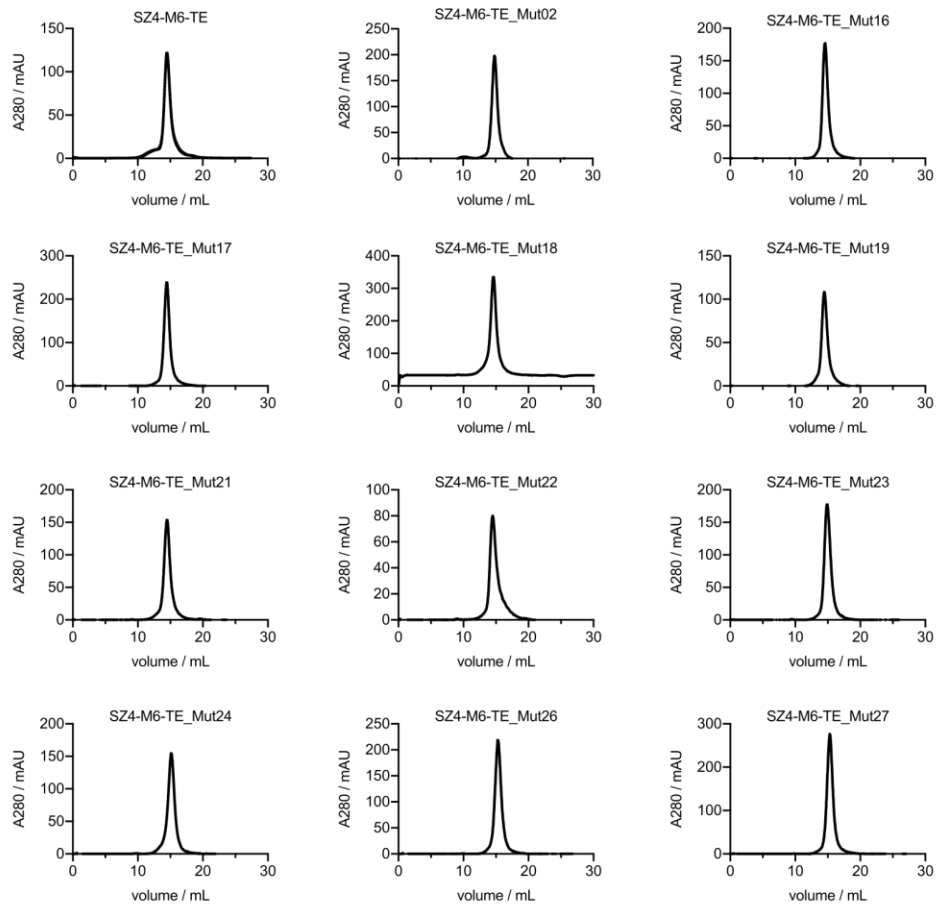 SZ4-M6-TE
150
100
50
0
A280 / mAU
0 10 20 30
volume / mL
SZ4-M6-TE_Mut02
250
200
150
100
50
0
A280 / mAU
0 10 20 30
volume / mL
SZ4-M6-TE_Mut16
200
150
100
50
0
A280 / mAU
0 10 20 30
volume / mL
SZ4-M6-TE_Mut17
300
200
100
0
A280 / mAU
0 10 20 30
volume / mL
SZ4-M6-TE_Mut18
400
300
200
100
0
A280 / mAU
0 10 20 30
volume / mL
SZ4-M6-TE_Mut19
150
100
50
0
A280 / mAU
0 10 20 30
volume / mL
SZ4-M6-TE_Mut21
200
150
100
50
0
A280 / mAU
0 10 20 30
volume / mL
SZ4-M6-TE_Mut22
100
80
60
40
20
0
A280 / mAU
0 10 20 30
volume / mL
SZ4-M6-TE_Mut23
200
150
100
50
0
A280 / mAU
0 10 20 30
volume / mL
SZ4-M6-TE_Mut24
200
150
100
50
0
A280 / mAU
0 10 20 30
volume / mL
SZ4-M6-TE_Mut26
250
200
150
100
50
0
A280 / mAU
0 10 20 30
volume / mL
SZ4-M6-TE_Mut27
300
200
100
0
A280 / mAU
0 10 20 30
volume / mL